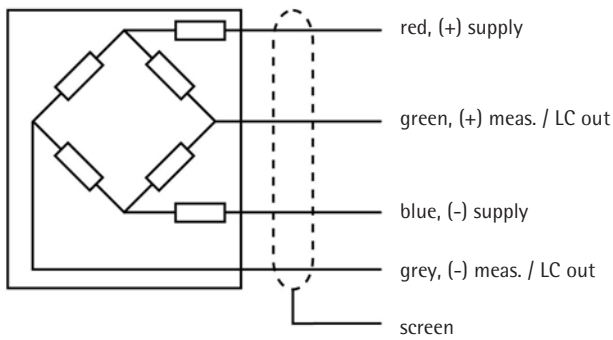 red, (+) supply
green, (+) meas. / LC out
blue, (-) supply
grey, (-) meas. / LC out
screen